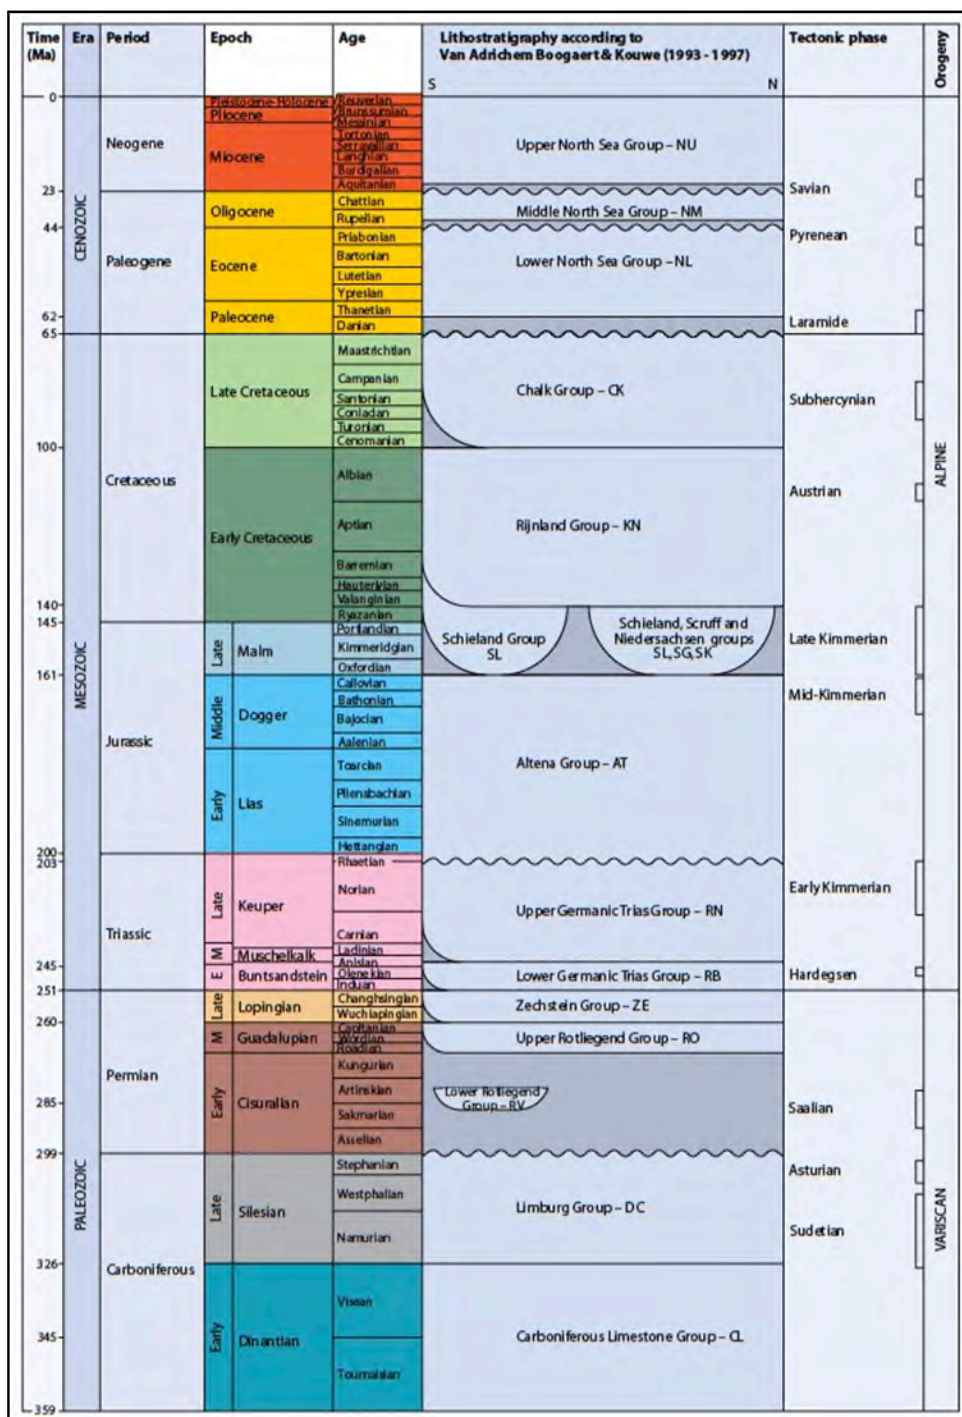 Time
(Ma)
Era
Period
Epoch
Age
Lithostratigraphy according to
Van Adrichem Boogaert & Kouwe (1993 - 1997)
S
N
Tectonic phase
Orogeny
0
23
44
62
65
100
140
145
161
200
203
245
251
260
285
299
326
345
359
CENOZOIC
MESOZOIC
PALEOZOIC
Neogene
Paleogene
Cretaceous
Jurassic
Triassic
Permian
Carboniferous
Pleistocene-Holocene
Pliocene
Miocene
Oligocene
Eocene
Paleocene
Late Cretaceous
Early Cretaceous
Late
Malm
Middle
Dogger
Early
Lias
Late
Keuper
M
Muschelkalk
E
Buntsandstein
Late
Lopingian
M
Guadalupian
Early
Cisuralian
Late
Silesian
Early
Dinantian
Reuverian
Brunssumian
Messinian
Tortonian
Serravallian
Langhian
Burdigalian
Aquitanian
Chattian
Rupelian
Priabonian
Bartonian
Lutetian
Ypresian
Thanetian
Danian
Maastrichtian
Campanian
Santonian
Coniadan
Turonian
Cenomanian
Albian
Aptian
Barremian
Hauterivian
Valanginian
Ryazanian
Portlandian
Kimmeridgian
Oxfordian
Callovian
Bathonian
Bajocian
Aalenian
Toarcian
Pliensbachian
Sinemurian
Hettangian
Rhaetian
Norian
Carnian
Ladinian
Anisian
Olenekian
Induan
Changhsingian
Wuchiapingian
Capitanian
Wordian
Roadian
Kungurian
Artinskian
Sakmarian
Asselian
Stephanian
Westphalian
Namurian
Visean
Tournaisian
Upper North Sea Group – NU
Middle North Sea Group – NM
Lower North Sea Group – NL
Chalk Group – CK
Rijnland Group – KN
Schieland Group
SL
Schieland, Scruff and
Niedersachsen groups
SL, SG, SK
Altena Group – AT
Upper Germanic Trias Group – RN
Lower Germanic Trias Group – RB
Zechstein Group – ZE
Upper Rotliegend Group – RO
Lower Rotliegend
Group – RV
Limburg Group – DC
Carboniferous Limestone Group – CL
Savian
Pyrenean
Laramide
Subhercynian
Austrian
Late Kimmerian
Mid-Kimmerian
Early Kimmerian
Hardegsen
Saalian
Asturian
Sudetian
ALPINE
VARISCAN